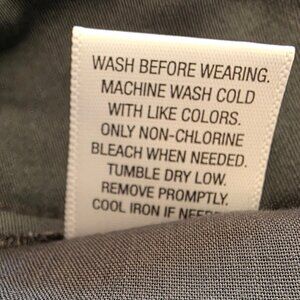 WASH BEFORE WEARING.
MACHINE WASH COLD
WITH LIKE COLORS.
ONLY NON-CHLORINE
BLEACH WHEN NEEDED.
TUMBLE DRY LOW.
REMOVE PROMPTLY.
COOL IRON IF